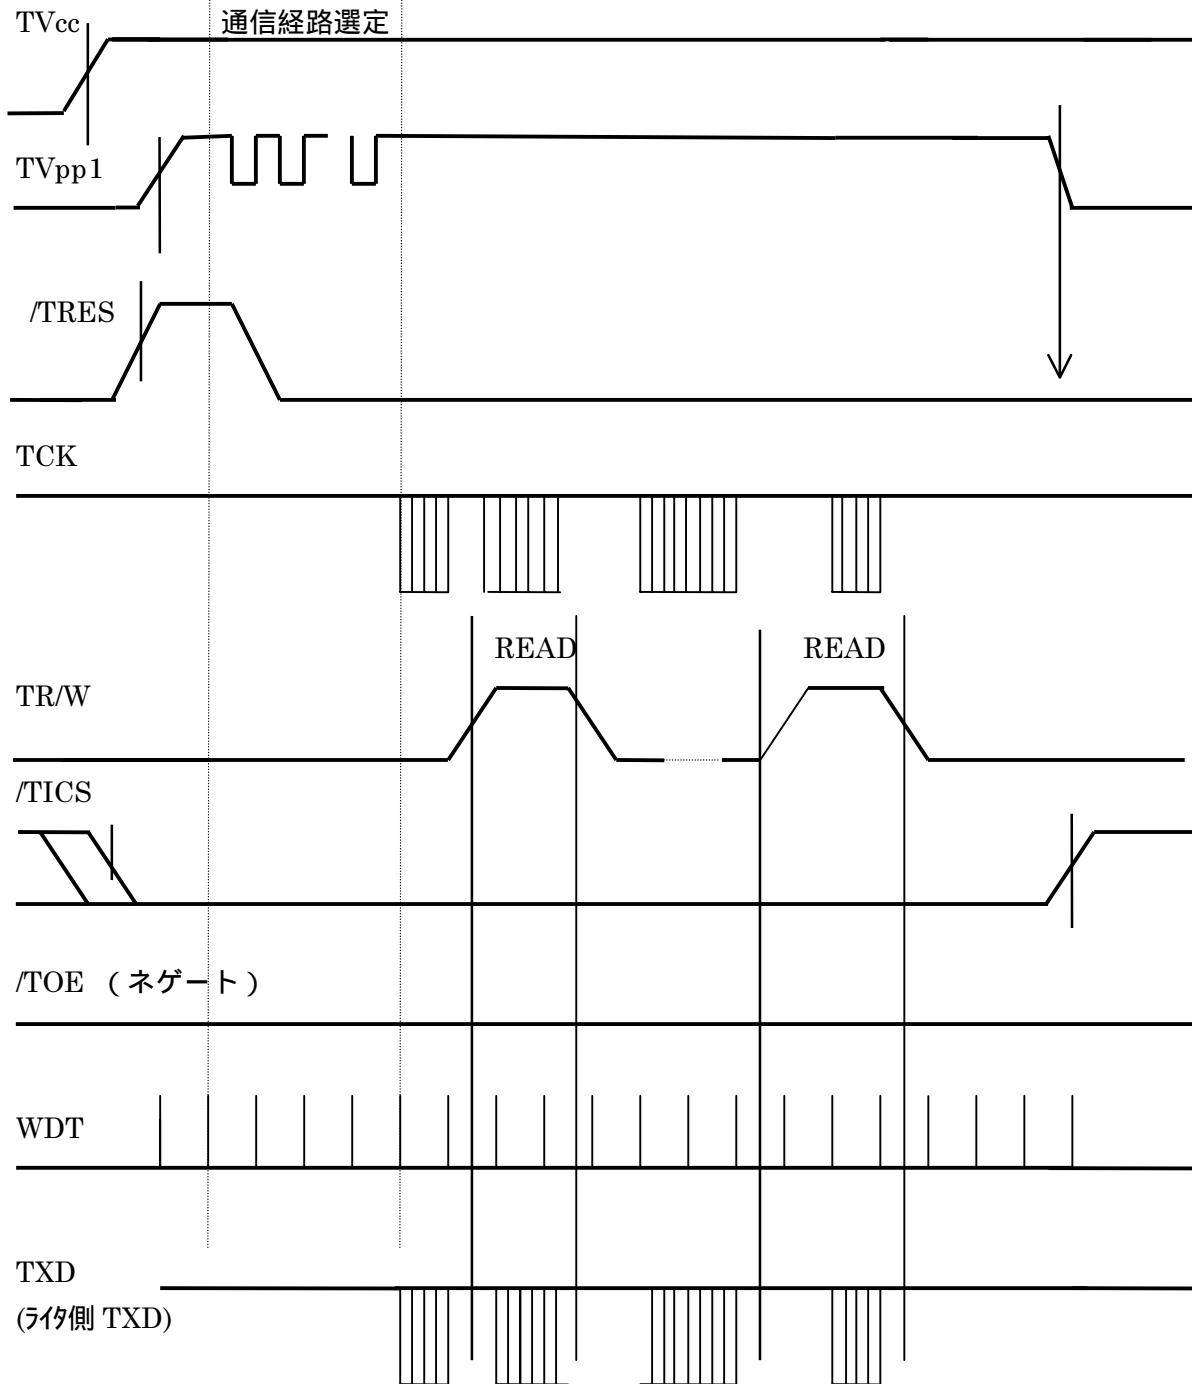 TVcc
通信経路選定
TVpp1
/TRES
TCK
READ
READ
TR/W
/TICS
/TOE (ネゲート)
WDT
TXD
(ﾗｲﾀ側 TXD)